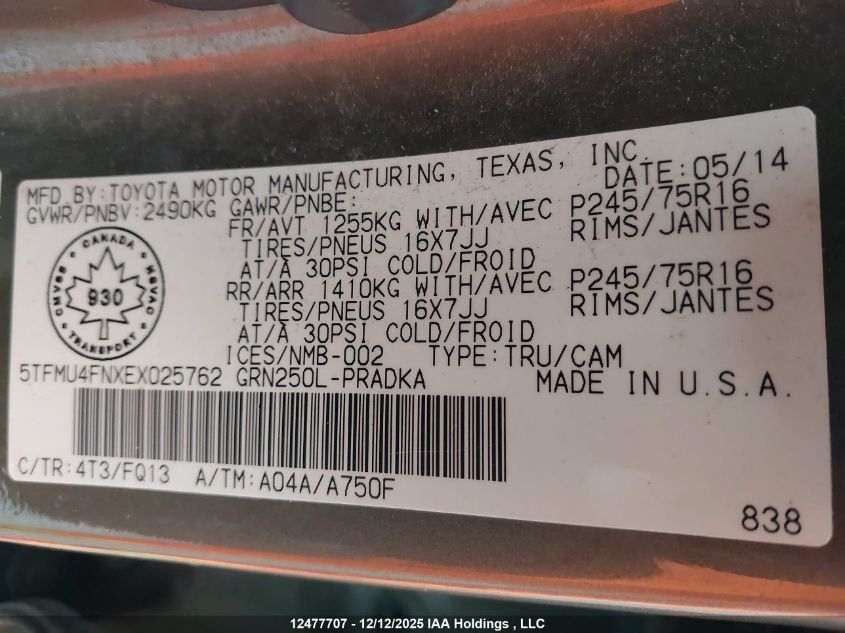 MFD. BY: TOYOTA MOTOR MANUFACTURING, TEXAS, INC.
GVWR/PNBV: 2490KG GAWR/PNBE: DATE: 05/14
FR/AVT 1255KG WITH/AVEC P245/75R16
TIRES/PNEUS 16X7JJ RIMS/JANTES
AT/À 30PSI COLD/FROID
RR/ARR 1410KG WITH/AVEC P245/75R16
TIRES/PNEUS 16X7JJ RIMS/JANTES
AT/À 30PSI COLD/FROID
ICES/NMB-002 TYPE: TRU/CAM
CANADA
CMVSS
NSVAC
930
TRANSPORT
5TFMU4FNXEX025762 GRN250L-PRADKA MADE IN U.S.A.
C/TR: 4T3/FQ13 A/TM: A04A/A750F
838
12477707 - 12/12/2025 IAA Holdings , LLC